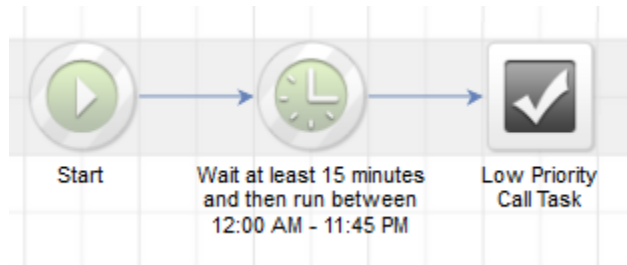 Start
Wait at least 15 minutes
and then run between
12:00 AM - 11:45 PM
Low Priority
Call Task